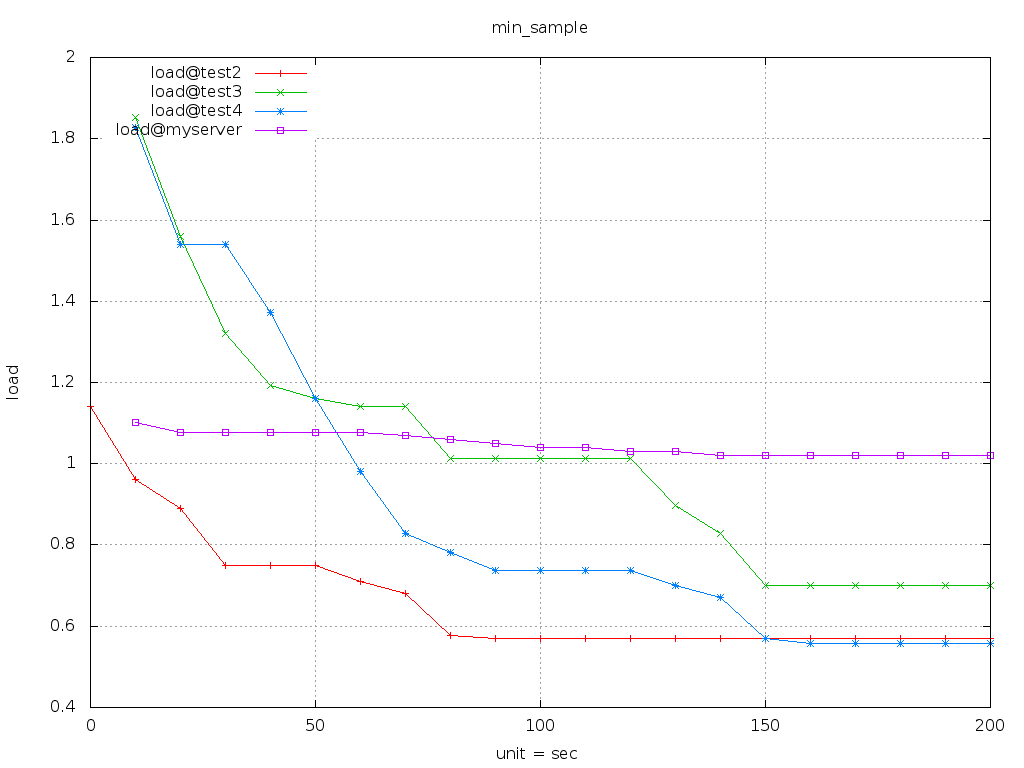 min_sample
2
load@test2
load@test3
load@test4
load@myserver
1.8
1.6
1.4
load
1.2
1
0.8
0.6
0.4
0 50 100 150 200
unit = sec